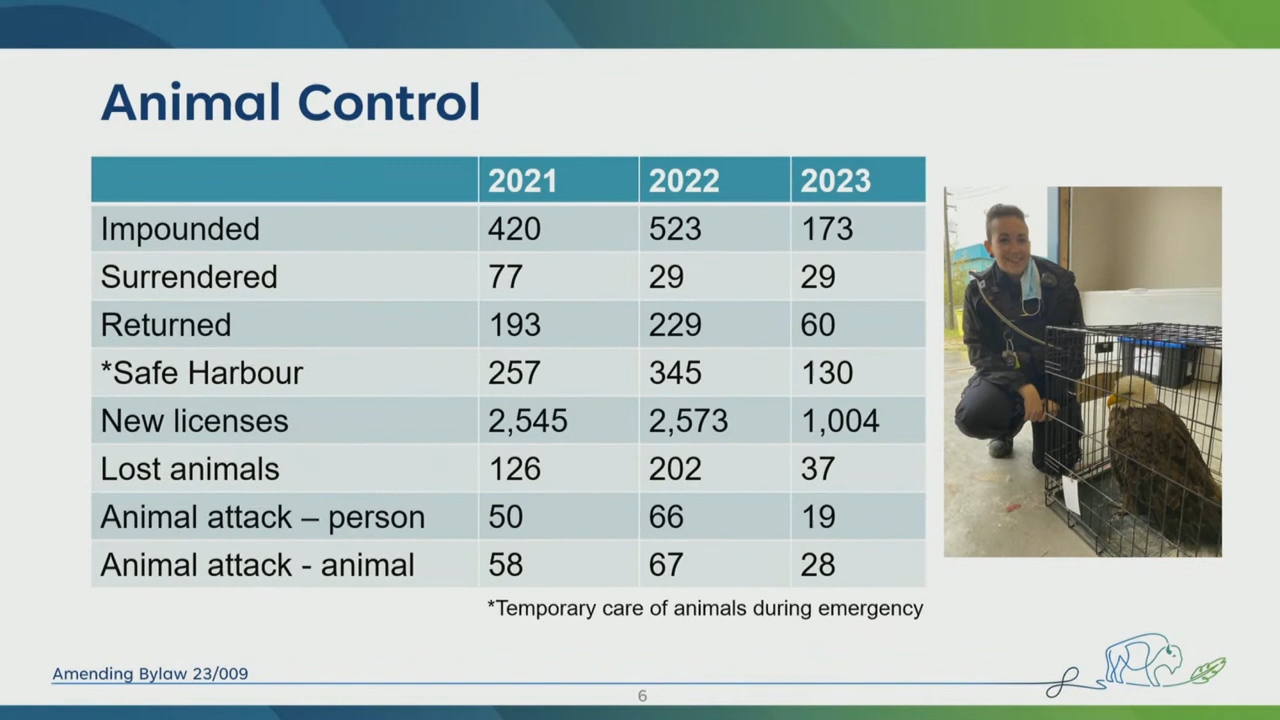 Animal Control
2021 2022 2023
Impounded 420 523 173
Surrendered 77 29 29
Returned 193 229 60
*Safe Harbour 257 345 130
New licenses 2,545 2,573 1,004
Lost animals 126 202 37
Animal attack – person 50 66 19
Animal attack - animal 58 67 28
*Temporary care of animals during emergency
Amending Bylaw 23/009
6